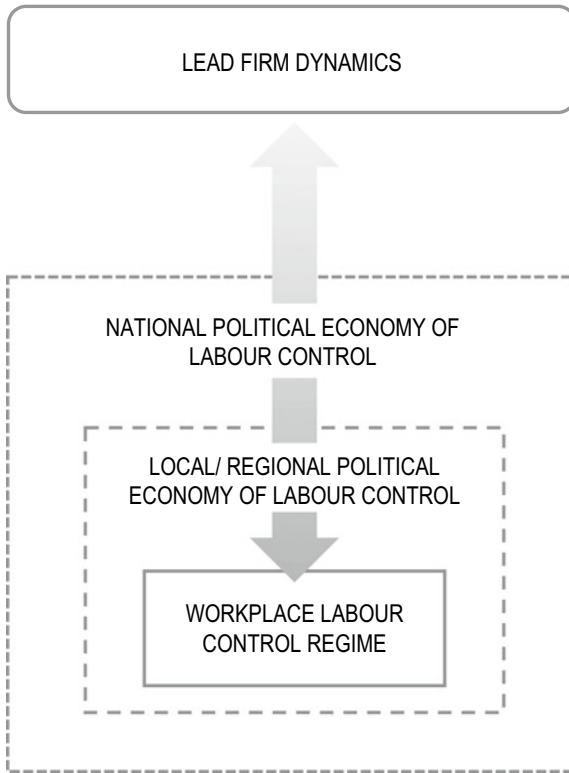 LEAD FIRM DYNAMICS
NATIONAL POLITICAL ECONOMY OF
LABOUR CONTROL
LOCAL/ REGIONAL POLITICAL
ECONOMY OF LABOUR CONTROL
WORKPLACE LABOUR
CONTROL REGIME